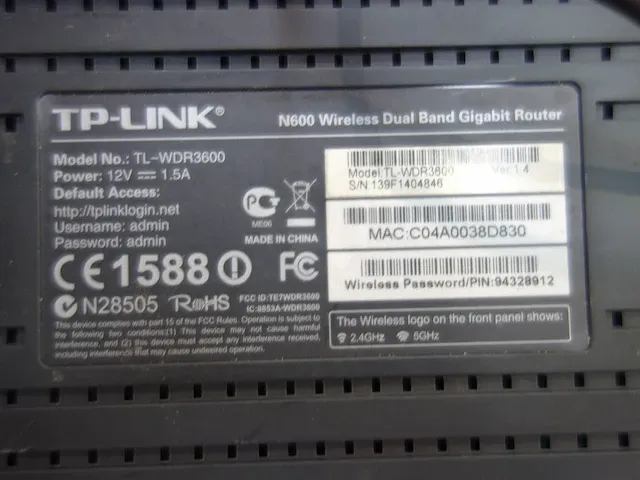 TP-LINK®
N600 Wireless Dual Band Gigabit Router
Model No.: TL-WDR3600
Power: 12V ⎓ 1.5A
Default Access:
http://tplinklogin.net
Username: admin
Password: admin
ME06
MADE IN CHINA
CE1588
FC
N28505
RoHS
FCC ID:TE7WDR3600
IC:8853A-WDR3600
This device complies with part 15 of the FCC Rules. Operation is subject to
the following two conditions:(1) This device may not cause harmful
interference, and (2) this device must accept any interference received,
including interference that may cause undesired operation.
Model:TL-WDR3600 Ver:1.4
S/N:139F1404846
MAC:C04A0038D830
Wireless Password/PIN:94328912
The Wireless logo on the front panel shows:
2.4GHz 5GHz